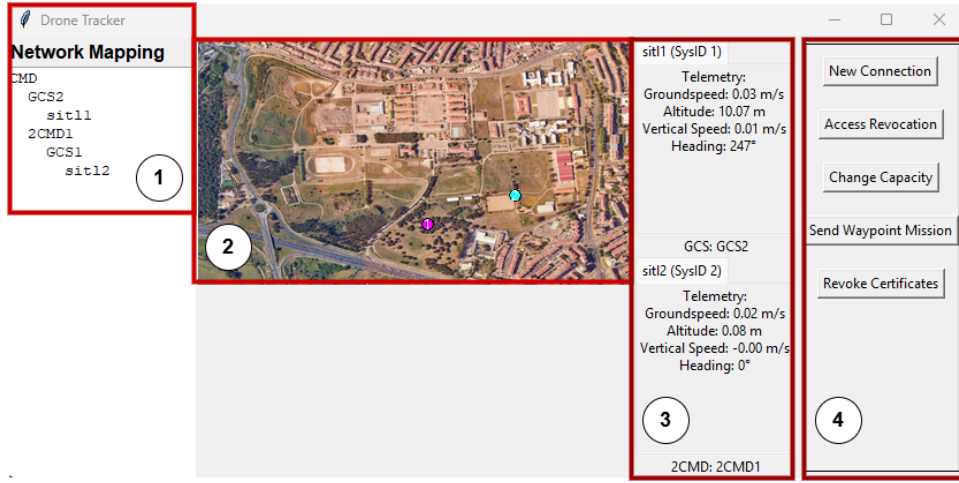 Drone Tracker
Network Mapping
CMD
GCS2
sitl1
2CMD1
GCS1
sitl2
1
2
sitl1 (SysID 1)
Telemetry:
Groundspeed: 0.03 m/s
Altitude: 10.07 m
Vertical Speed: 0.01 m/s
Heading: 247°
GCS: GCS2
sitl2 (SysID 2)
Telemetry:
Groundspeed: 0.02 m/s
Altitude: 0.08 m
Vertical Speed: -0.00 m/s
Heading: 0°
3
2CMD: 2CMD1
New Connection
Access Revocation
Change Capacity
Send Waypoint Mission
Revoke Certificates
4